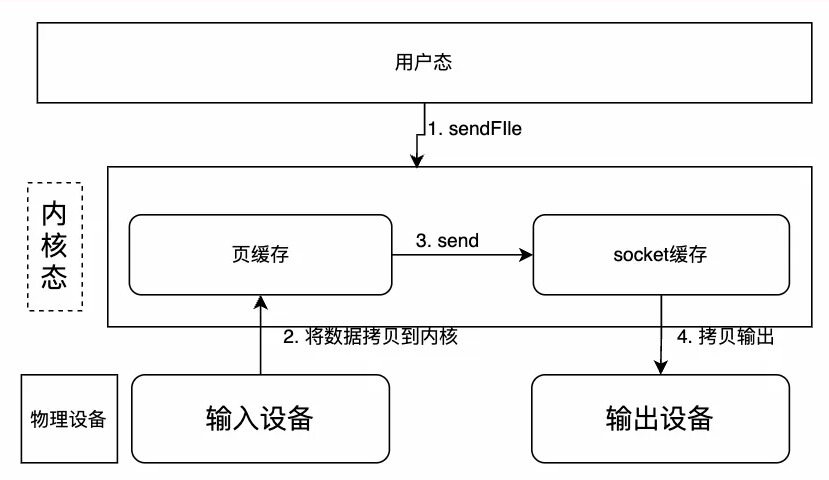 用户态
1. sendFIle
内
核
态
页缓存
3. send
socket缓存
2. 将数据拷贝到内核
4. 拷贝输出
物理设备
输入设备
输出设备